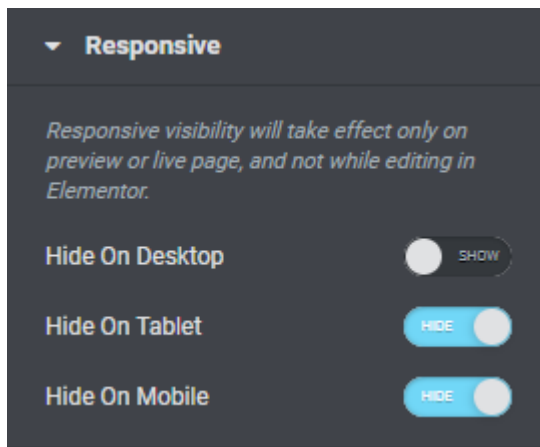 Responsive
Responsive visibility will take effect only on
preview or live page, and not while editing in
Elementor.
Hide On Desktop SHOW
Hide On Tablet HIDE
Hide On Mobile HIDE